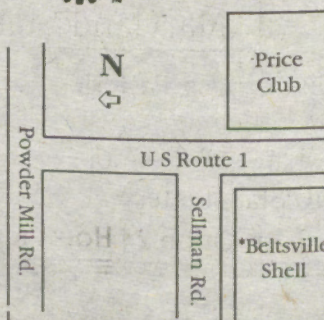 Price
Club
N
U S Route 1
Powder Mill Rd.
Sellman Rd.
*Beltsville
Shell